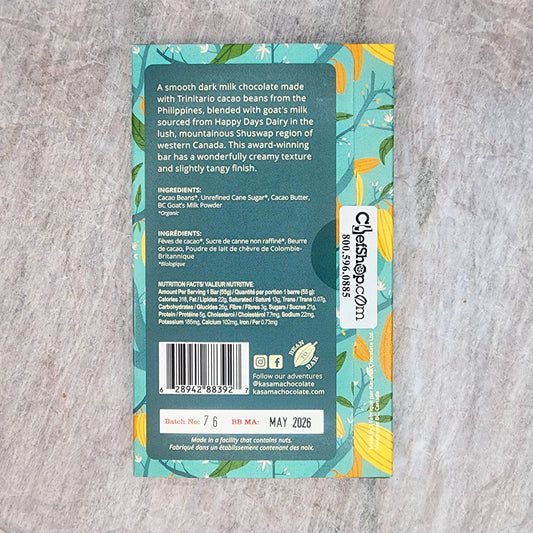 A smooth dark milk chocolate made
with Trinitario cacao beans from the
Philippines, blended with goat's milk
sourced from Happy Days Dairy in the
lush, mountainous Shuswap region of
western Canada. This award-winning
bar has a wonderfully creamy texture
and slightly tangy finish.
INGREDIENTS:
Cacao Beans*, Unrefined Cane Sugar*, Cacao Butter,
BC Goat's Milk Powder
*Organic
INGRÉDIENTS:
Fèves de cacao*, Sucre de canne non raffiné*, Beurre
de cacao, Poudre de lait de chèvre de Colombie-
Britannique
*Biologique
NUTRITION FACTS/VALEUR NUTRITIVE:
Amount Per Serving 1 Bar (55g) / Quantité par portion 1 barre (55 g):
Calories 318, Fat / Lipides 22g, Saturated / Saturé 13g, Trans / Trans 0.07g,
Carbohydrates / Glucides 26g, Fibre / Fibres 3g, Sugars / Sucres 21g,
Protein / Protéine 5g, Cholesterol / Cholestérol 7.7mg, Sodium 22mg,
Potassium 185mg, Calcium 102mg, Iron / Fer 0.73mg
6 28942 88392 7
BEAN TO BAR
Follow our adventures
@kasamachocolate
kasamachocolate.com
Batch No: 76 BB MA: MAY 2026
Made in a facility that contains nuts.
Fabriqué dans un établissement contenant des noix.
ChefShop.com
800.596.0885